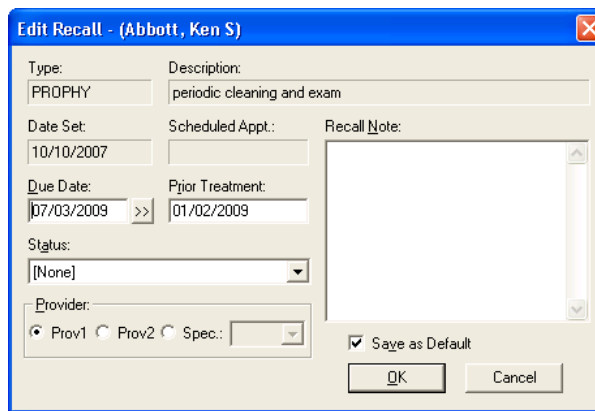 Edit Recall - (Abbott, Ken S)
Type:
Description:
PROPHY
periodic cleaning and exam
Date Set:
Scheduled Appt.:
Recall Note:
10/10/2007
Due Date:
Prior Treatment:
07/03/2009
>>
01/02/2009
Status:
[None]
Provider:
Prov1
Prov2
Spec.:
Save as Default
OK
Cancel